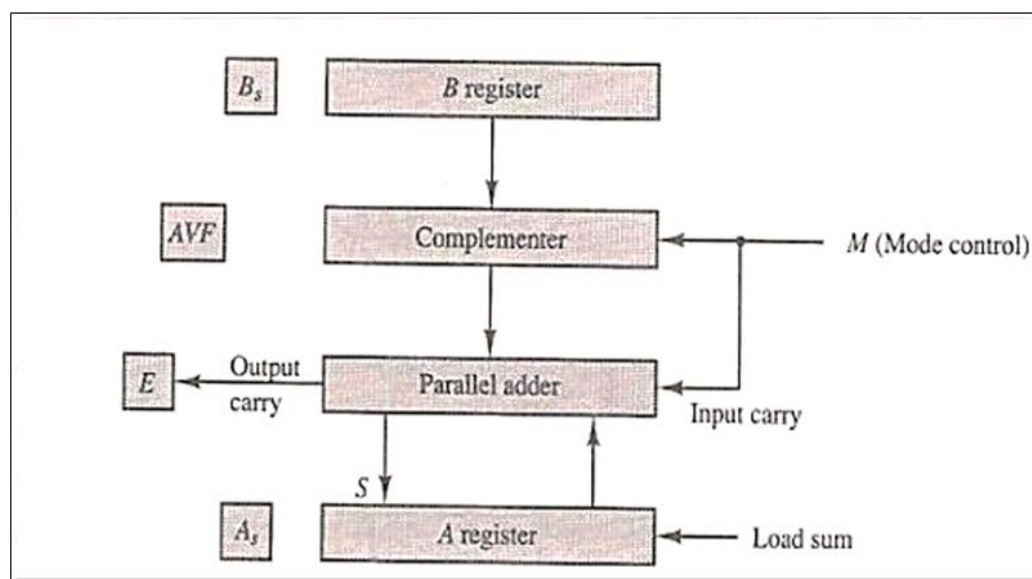 B_s
B register
AVF
Complementer
M (Mode control)
E
Output
carry
Parallel adder
Input carry
S
A_s
A register
Load sum